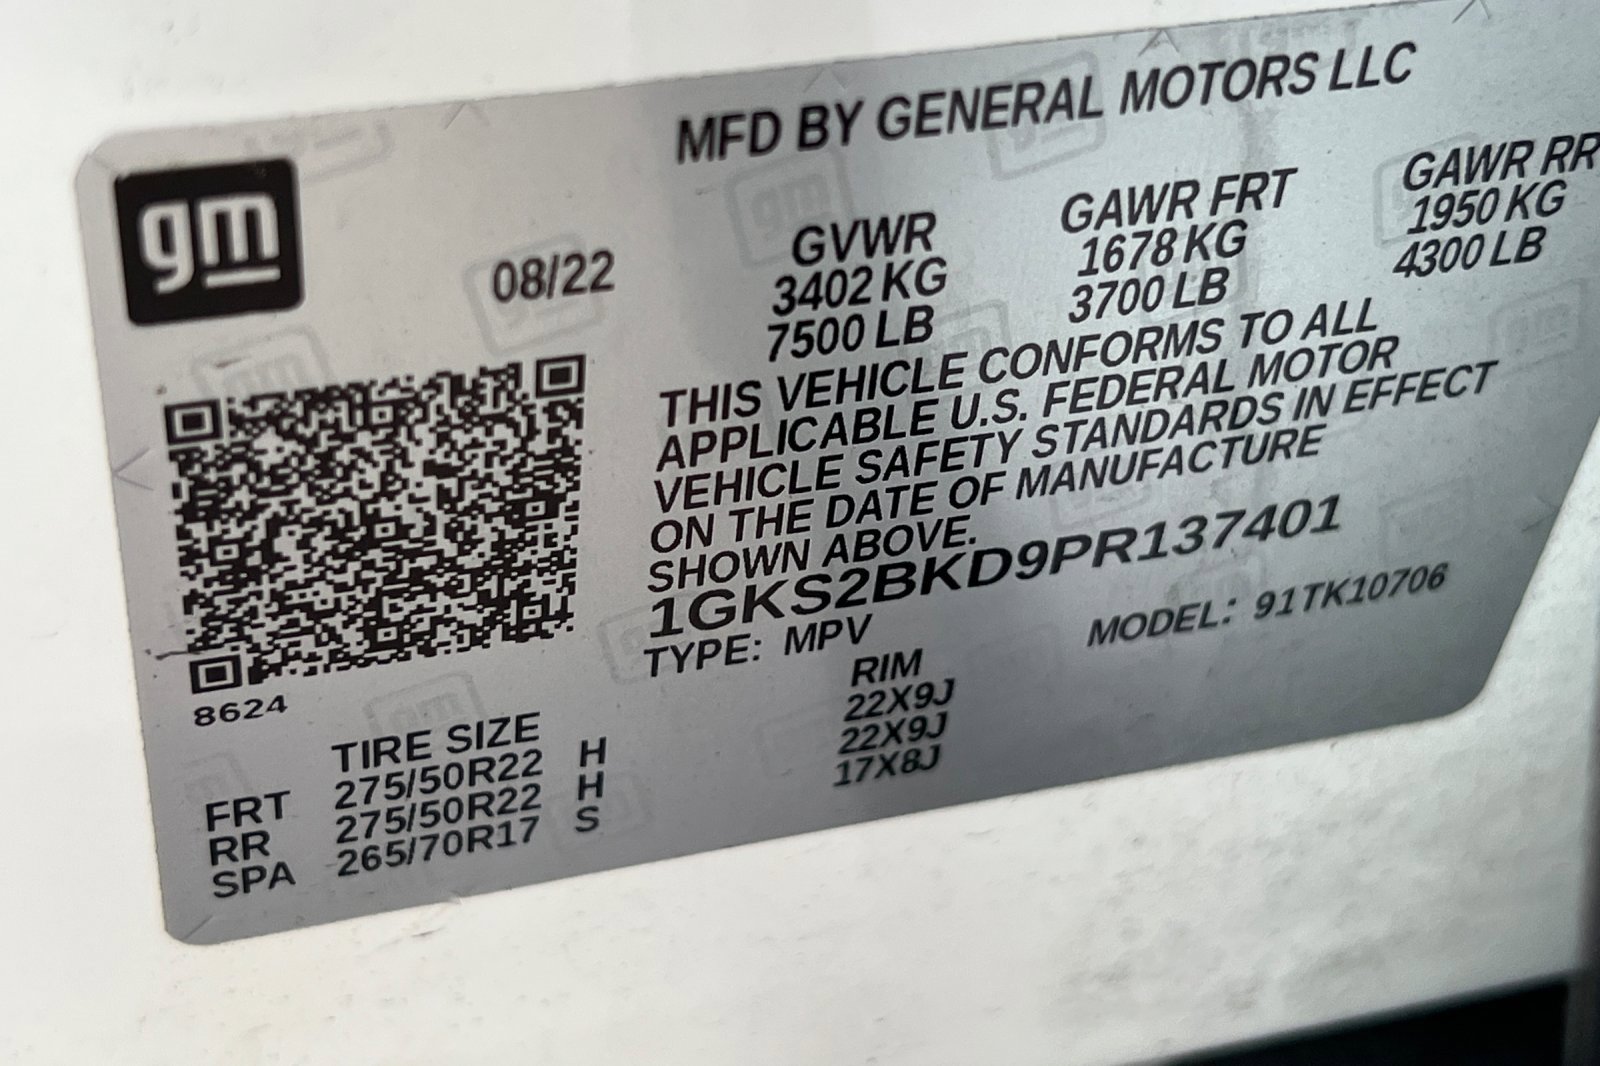 gm
MFD BY GENERAL MOTORS LLC
08/22
GVWR GAWR FRT GAWR RR
3402 KG 1678 KG 1950 KG
7500 LB 3700 LB 4300 LB
THIS VEHICLE CONFORMS TO ALL
APPLICABLE U.S. FEDERAL MOTOR
VEHICLE SAFETY STANDARDS IN EFFECT
ON THE DATE OF MANUFACTURE
SHOWN ABOVE.
1GKS2BKD9PR137401
TYPE: MPV MODEL: 91TK10706
8624
TIRE SIZE RIM
FRT 275/50R22 H 22X9J
RR 275/50R22 H 22X9J
SPA 265/70R17 S 17X8J